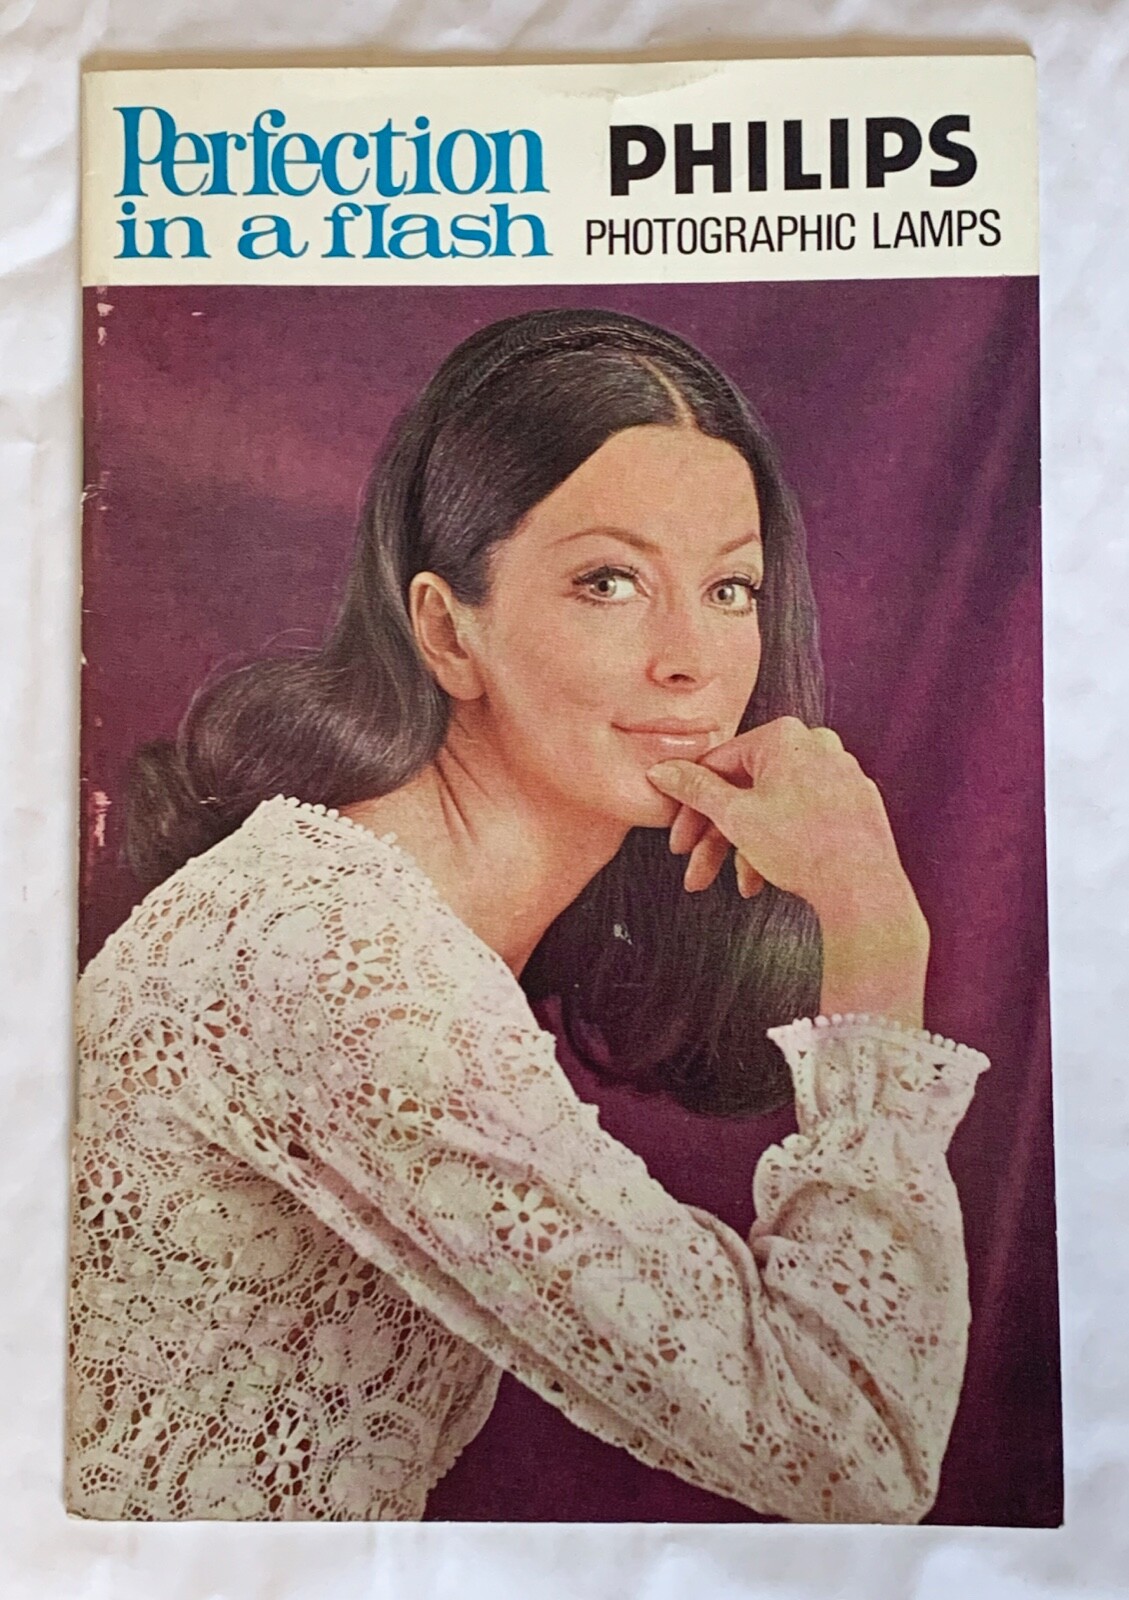 Perfection
in a flash
PHILIPS
PHOTOGRAPHIC LAMPS